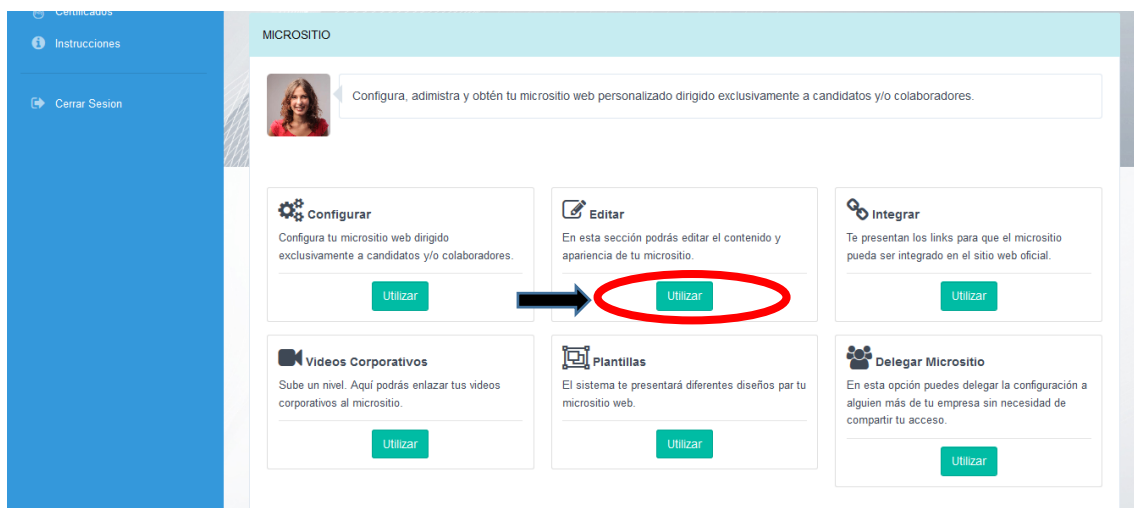 Certificados
Instrucciones
Cerrar Sesion
MICROSITIO
Configura, adimistra y obtén tu micrositio web personalizado dirigido exclusivamente a candidatos y/o colaboradores.
Configurar
Configura tu micrositio web dirigido
exclusivamente a candidatos y/o colaboradores.
Utilizar
Editar
En esta sección podrás editar el contenido y
apariencia de tu micrositio.
Utilizar
Integrar
Te presentan los links para que el micrositio
pueda ser integrado en el sitio web oficial.
Utilizar
Videos Corporativos
Sube un nivel. Aquí podrás enlazar tus videos
corporativos al micrositio.
Utilizar
Plantillas
El sistema te presentará diferentes diseños par tu
micrositio web.
Utilizar
Delegar Micrositio
En esta opción puedes delegar la configuración a
alguien más de tu empresa sin necesidad de
compartir tu acceso.
Utilizar